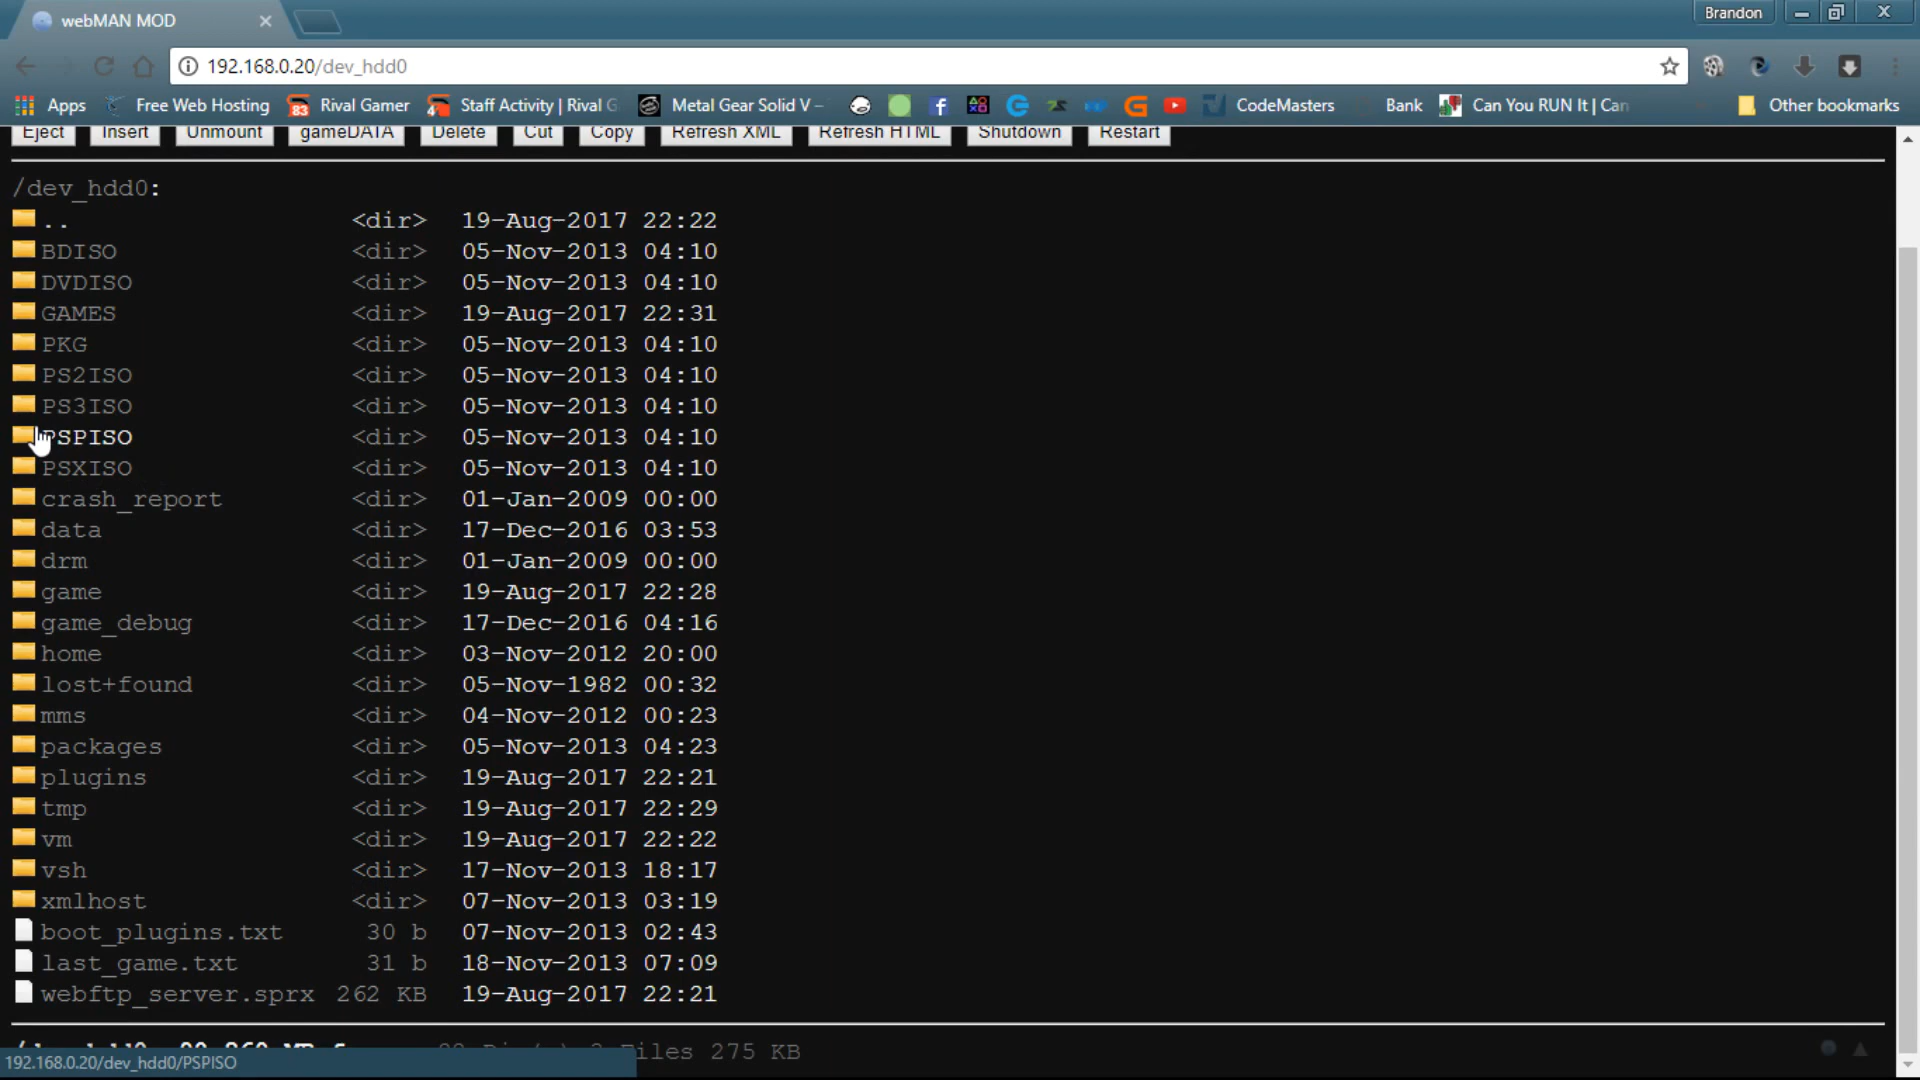 webMAN MOD
Brandon
192.168.0.20/dev_hdd0
Apps Free Web Hosting 83 Rival Gamer Staff Activity | Rival G Metal Gear Solid V – CodeMasters Bank Can You RUN It | Can Other bookmarks
Eject Insert Unmount gameDATA Delete Cut Copy Refresh XML Refresh HTML Shutdown Restart
/dev_hdd0:
.. <dir> 19-Aug-2017 22:22
BDISO <dir> 05-Nov-2013 04:10
DVDISO <dir> 05-Nov-2013 04:10
GAMES <dir> 19-Aug-2017 22:31
PKG <dir> 05-Nov-2013 04:10
PS2ISO <dir> 05-Nov-2013 04:10
PS3ISO <dir> 05-Nov-2013 04:10
PSPISO <dir> 05-Nov-2013 04:10
PSXISO <dir> 05-Nov-2013 04:10
crash_report <dir> 01-Jan-2009 00:00
data <dir> 17-Dec-2016 03:53
drm <dir> 01-Jan-2009 00:00
game <dir> 19-Aug-2017 22:28
game_debug <dir> 17-Dec-2016 04:16
home <dir> 03-Nov-2012 20:00
lost+found <dir> 05-Nov-1982 00:32
mms <dir> 04-Nov-2012 00:23
packages <dir> 05-Nov-2013 04:23
plugins <dir> 19-Aug-2017 22:21
tmp <dir> 19-Aug-2017 22:29
vm <dir> 19-Aug-2017 22:22
vsh <dir> 17-Nov-2013 18:17
xmlhost <dir> 07-Nov-2013 03:19
boot_plugins.txt 30 b 07-Nov-2013 02:43
last_game.txt 31 b 18-Nov-2013 07:09
webftp_server.sprx 262 KB 19-Aug-2017 22:21
Files 275 KB
192.168.0.20/dev_hdd0/PSPISO